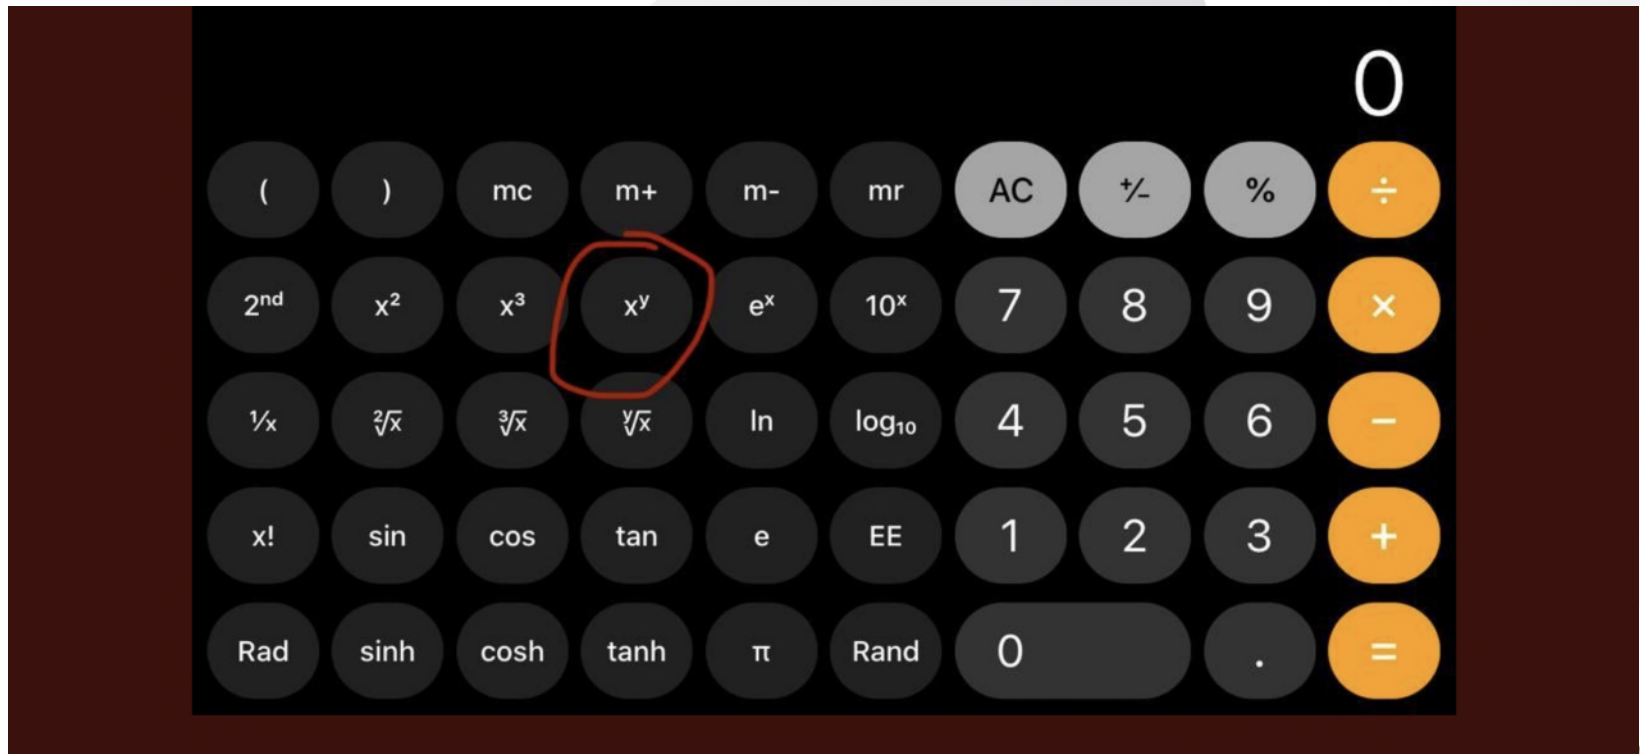 0
( ) mc m+ m- mr AC +/- % ÷
2ⁿᵈ x² x³ xʸ eˣ 10ˣ 7 8 9 ×
1/x ²√x ³√x ʸ√x ln log₁₀ 4 5 6 −
x! sin cos tan e EE 1 2 3 +
Rad sinh cosh tanh π Rand 0 . =